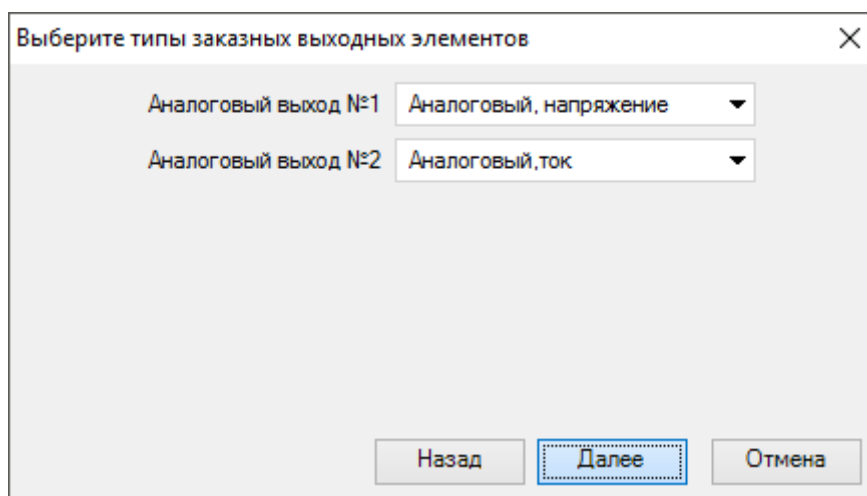 Выберите типы заказных выходных элементов
Аналоговый выход №1 Аналоговый, напряжение
Аналоговый выход №2 Аналоговый,ток
Назад Далее Отмена